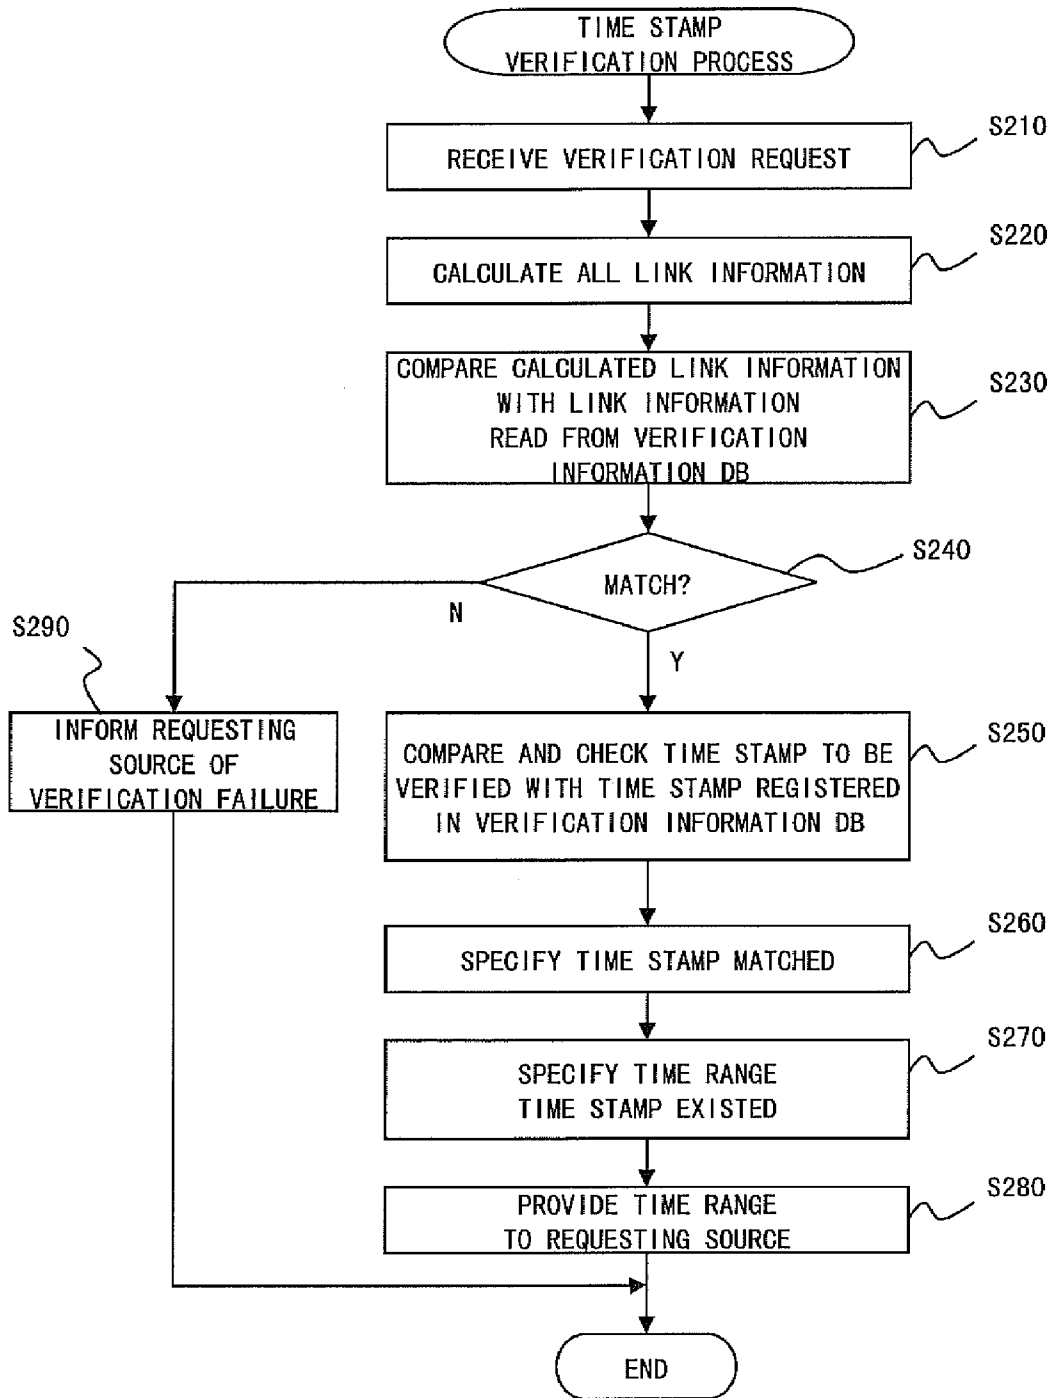 TIME STAMP
VERIFICATION PROCESS
S210
RECEIVE VERIFICATION REQUEST
S220
CALCULATE ALL LINK INFORMATION
S230
COMPARE CALCULATED LINK INFORMATION
WITH LINK INFORMATION
READ FROM VERIFICATION
INFORMATION DB
S240
MATCH?
N
Y
S290
INFORM REQUESTING
SOURCE OF
VERIFICATION FAILURE
S250
COMPARE AND CHECK TIME STAMP TO BE
VERIFIED WITH TIME STAMP REGISTERED
IN VERIFICATION INFORMATION DB
S260
SPECIFY TIME STAMP MATCHED
S270
SPECIFY TIME RANGE
TIME STAMP EXISTED
S280
PROVIDE TIME RANGE
TO REQUESTING SOURCE
END